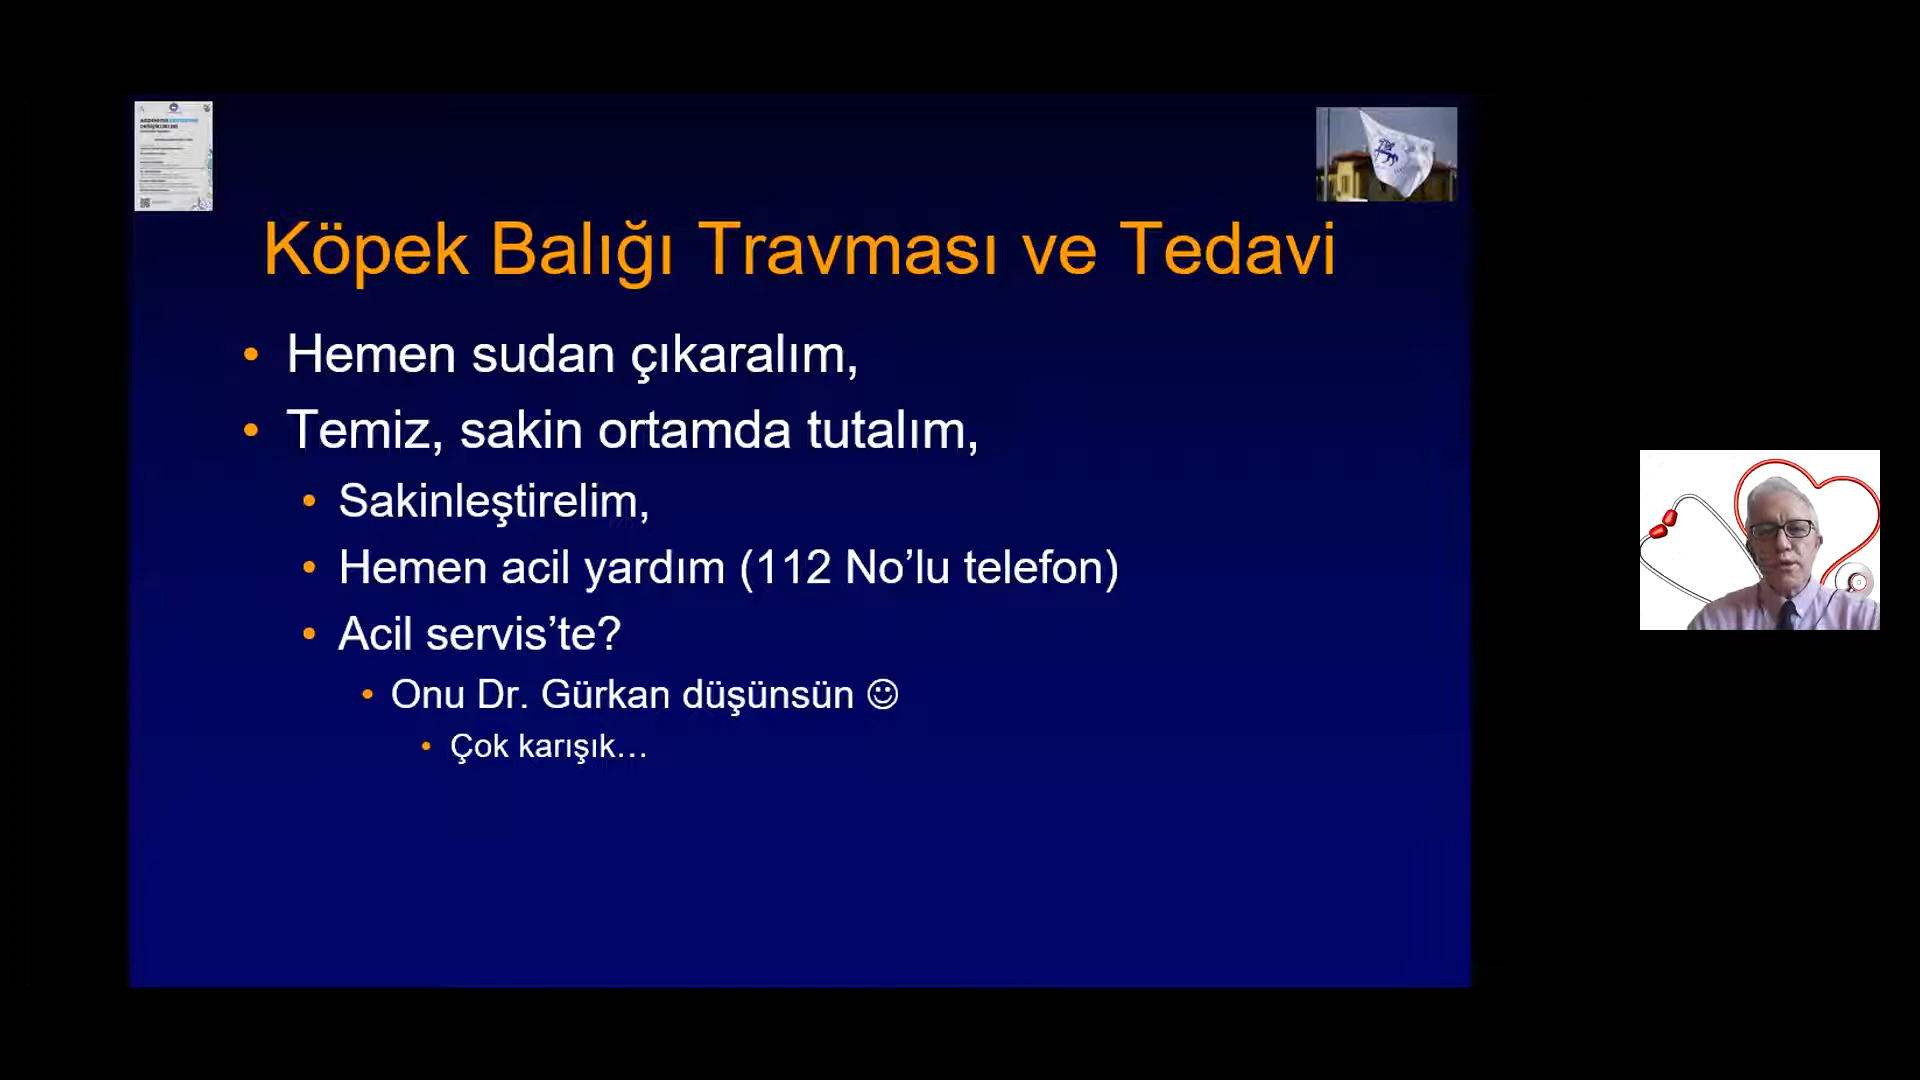 Köpek Balığı Travması ve Tedavi
• Hemen sudan çıkaralım,
• Temiz, sakin ortamda tutalım,
• Sakinleştirelim,
• Hemen acil yardım (112 No’lu telefon)
• Acil servis’te?
• Onu Dr. Gürkan düşünsün ☺
• Çok karışık…